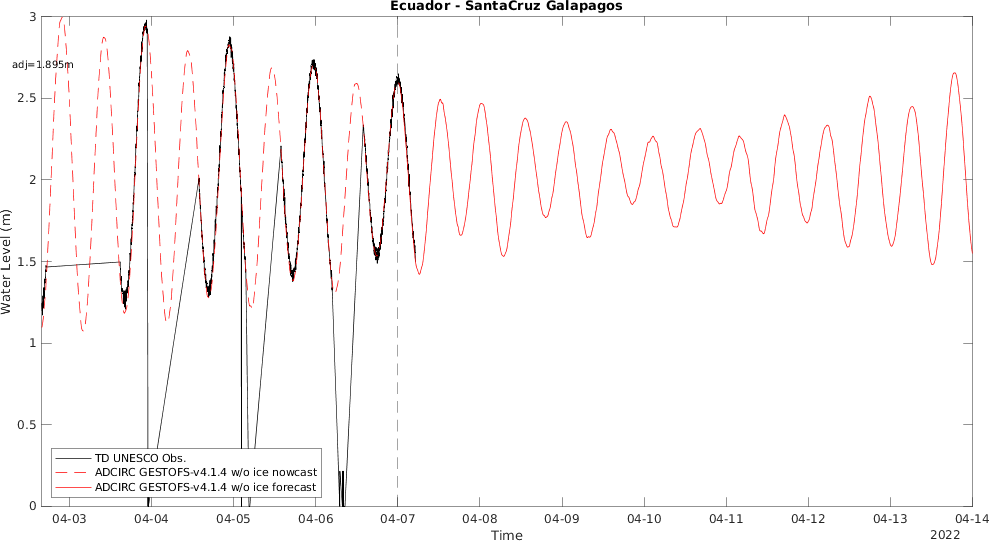 Ecuador - SantaCruz Galapagos
adj=1.895m
3
2.5
2
1.5
1
0.5
0
Water Level (m)
TD UNESCO Obs.
ADCIRC GESTOFS-v4.1.4 w/o ice nowcast
ADCIRC GESTOFS-v4.1.4 w/o ice forecast
04-03 04-04 04-05 04-06 04-07 04-08 04-09 04-10 04-11 04-12 04-13 04-14
Time
2022